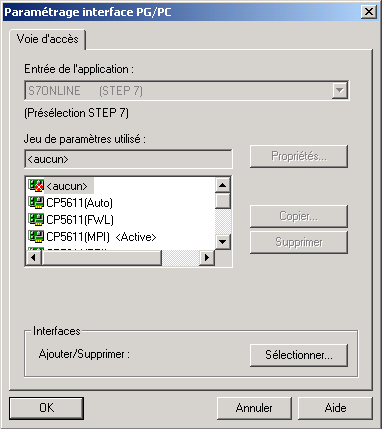 Paramétrage interface PG/PC
Voie d'accès
Entrée de l'application :
S7ONLINE (STEP 7)
(Présélection STEP 7)
Jeu de paramètres utilisé :
<aucun>
Propriétés...
<aucun>
CP5611(Auto)
CP5611(FWL)
CP5611(MPI) <Active>
Copier...
Supprimer
Interfaces
Ajouter/Supprimer :
Sélectionner...
OK
Annuler
Aide